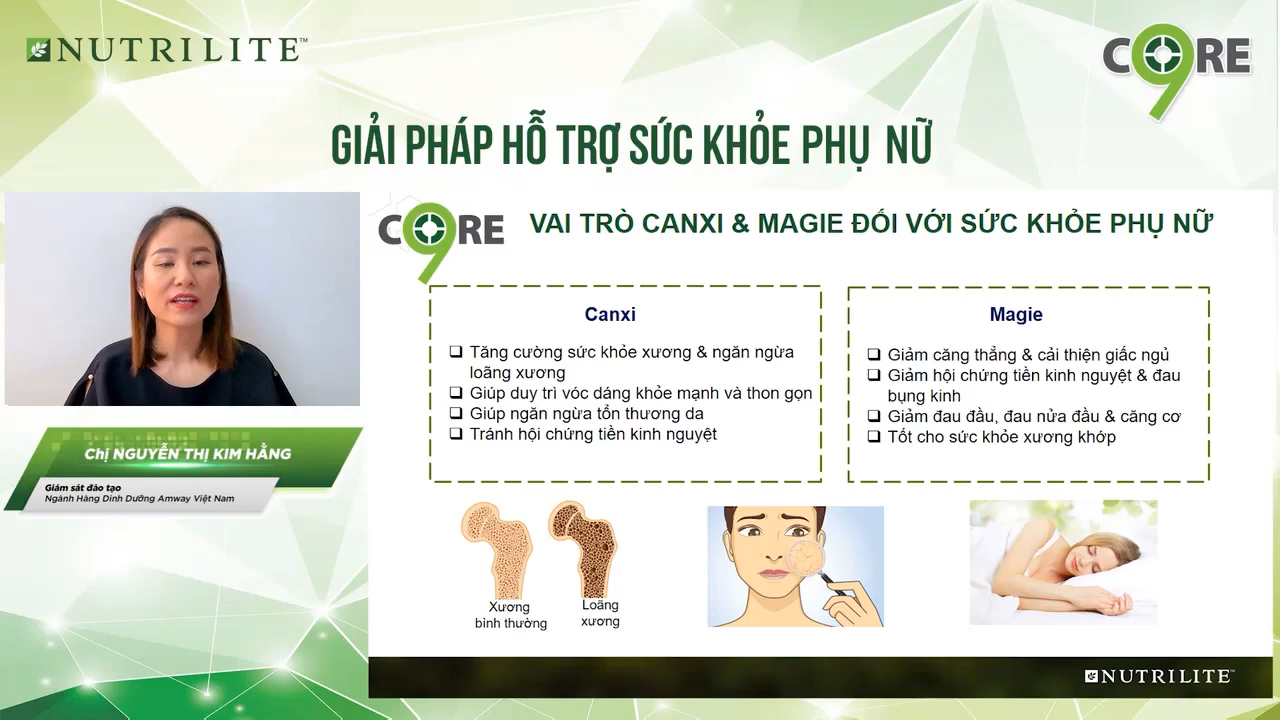 NUTRILITE™
CORE 9
GIẢI PHÁP HỖ TRỢ SỨC KHỎE PHỤ NỮ
CORE 9
VAI TRÒ CANXI & MAGIE ĐỐI VỚI SỨC KHỎE PHỤ NỮ
Canxi
❑ Tăng cường sức khỏe xương & ngăn ngừa
loãng xương
❑ Giúp duy trì vóc dáng khỏe mạnh và thon gọn
❑ Giúp ngăn ngừa tổn thương da
❑ Tránh hội chứng tiền kinh nguyệt
Magie
❑ Giảm căng thẳng & cải thiện giấc ngủ
❑ Giảm hội chứng tiền kinh nguyệt & đau
bụng kinh
❑ Giảm đau đầu, đau nửa đầu & căng cơ
❑ Tốt cho sức khỏe xương khớp
Chị NGUYỄN THỊ KIM HẰNG
Giám sát đào tạo
Ngành Hàng Dinh Dưỡng Amway Việt Nam
Xương
bình thường
Loãng
xương
NUTRILITE™